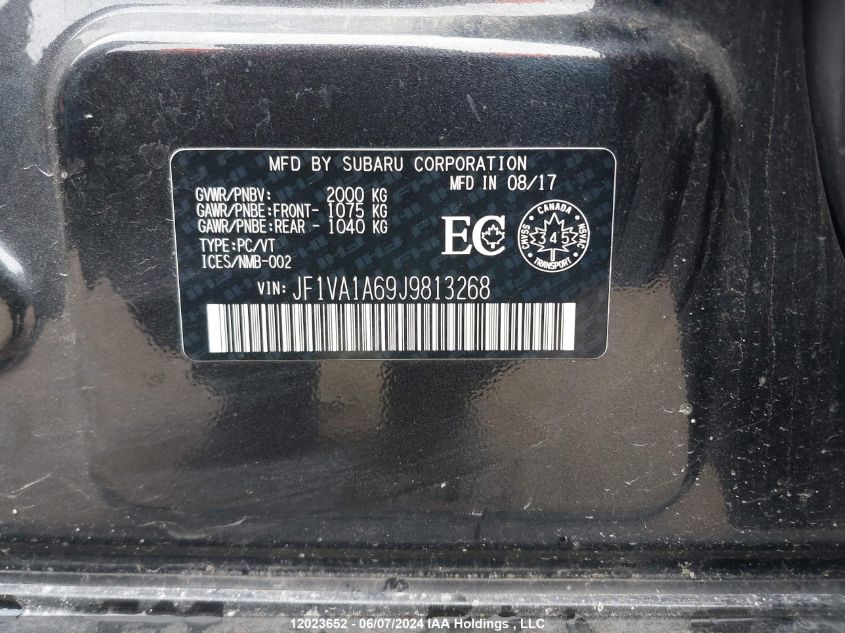 MFD BY SUBARU CORPORATION
MFD IN 08/17
GVWR/PNBV: 2000 KG
GAWR/PNBE:FRONT- 1075 KG
GAWR/PNBE:REAR - 1040 KG
TYPE:PC/VT
ICES/NMB-002
EC
CANADA
CMVSS
NSVAC
345
TRANSPORT
VIN: JF1VA1A69J9813268
12023652 - 06/07/2024 IAA Holdings , LLC